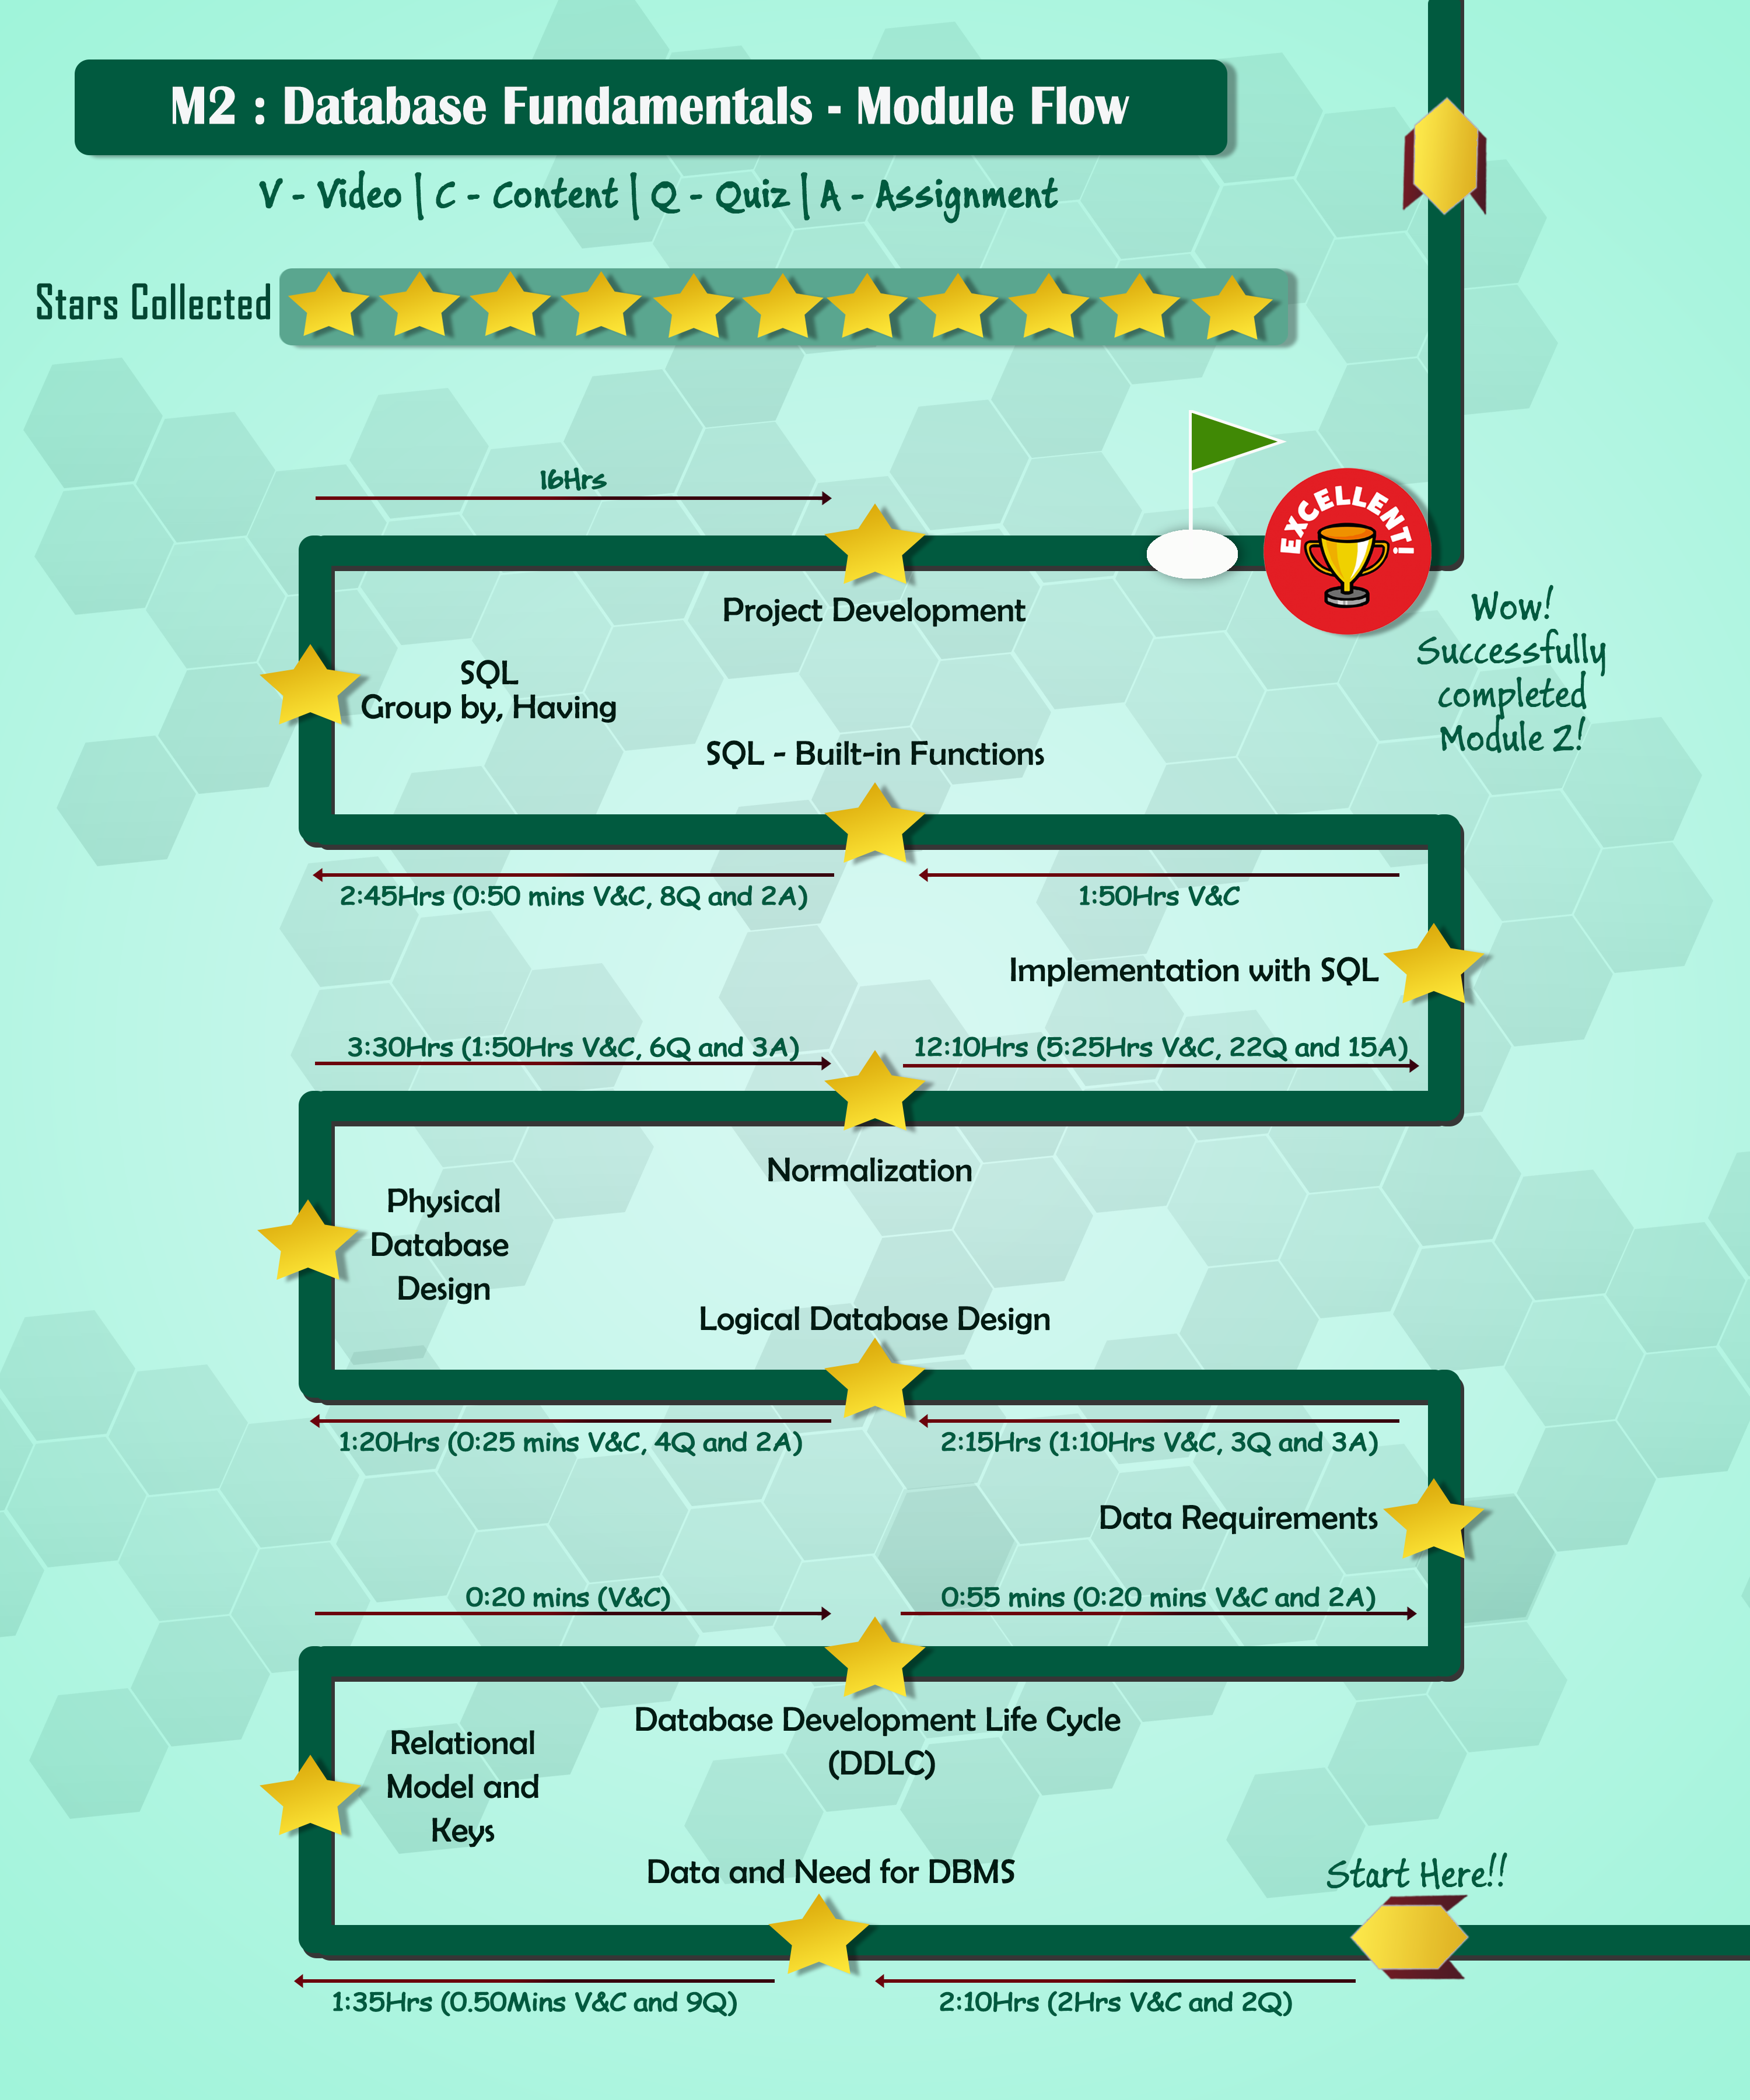 M2 : Database Fundamentals - Module Flow
V - Video | C - Content | Q - Quiz | A - Assignment
Stars Collected
16Hrs
EXCELLENT!
Project Development
Wow!
Successfully
completed
Module 2!
SQL
Group by, Having
SQL - Built-in Functions
2:45Hrs (0:50 mins V&C, 8Q and 2A)
1:50Hrs V&C
Implementation with SQL
3:30Hrs (1:50Hrs V&C, 6Q and 3A)
12:10Hrs (5:25Hrs V&C, 22Q and 15A)
Normalization
Physical
Database
Design
Logical Database Design
1:20Hrs (0:25 mins V&C, 4Q and 2A)
2:15Hrs (1:10Hrs V&C, 3Q and 3A)
Data Requirements
0:20 mins (V&C)
0:55 mins (0:20 mins V&C and 2A)
Database Development Life Cycle
(DDLC)
Relational
Model and
Keys
Data and Need for DBMS
Start Here!!
1:35Hrs (0.50Mins V&C and 9Q)
2:10Hrs (2Hrs V&C and 2Q)